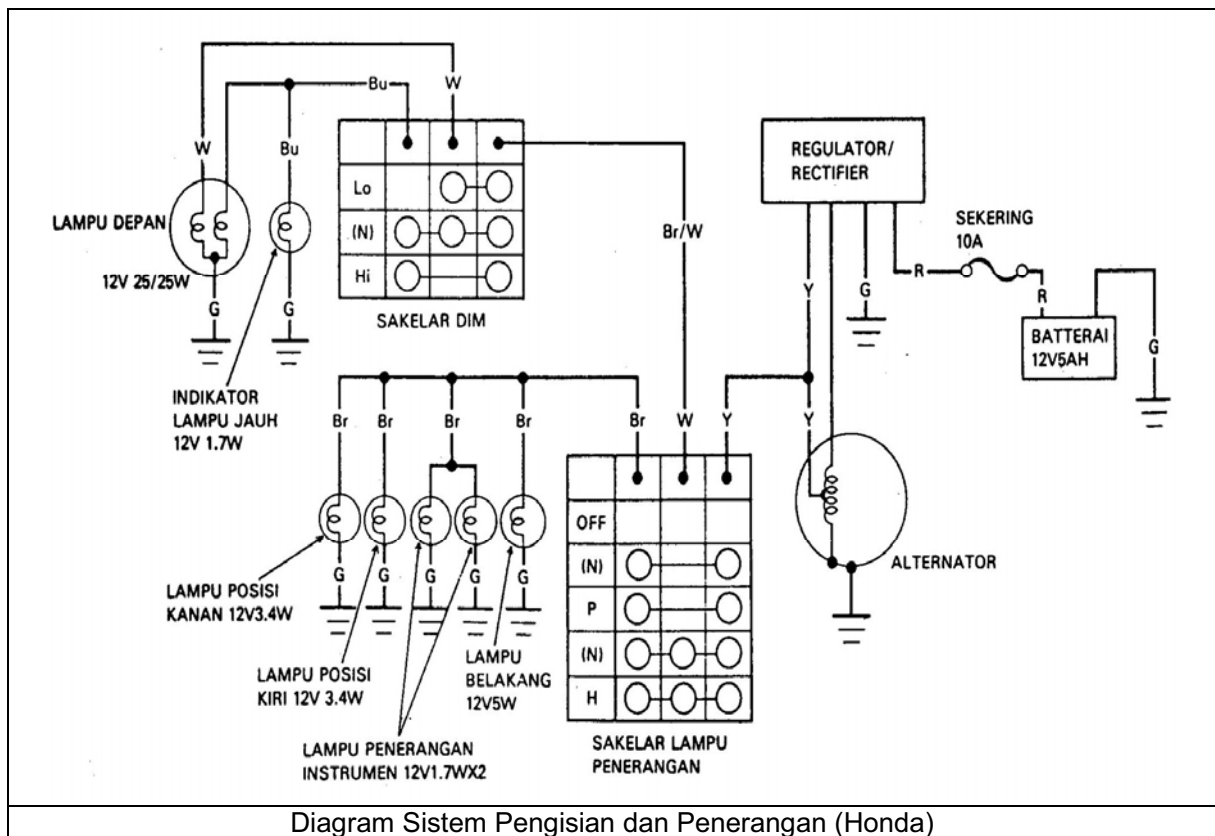 Bu
W
W
Bu
LAMPU DEPAN
12V 25/25W
G
G
INDIKATOR
LAMPU JAUH
12V 1.7W
Lo
(N)
Hi
SAKELAR DIM
Br/W
REGULATOR/
RECTIFIER
SEKERING
10A
Y
G
R
R
BATTERAI
12V5AH
G
Br
Br
Br
Br
Br
W
Y
Y
OFF
(N)
P
(N)
H
SAKELAR LAMPU
PENERANGAN
ALTERNATOR
G
G
G
G
G
LAMPU POSISI
KANAN 12V3.4W
LAMPU POSISI
KIRI 12V 3.4W
LAMPU PENERANGAN
INSTRUMEN 12V1.7WX2
LAMPU
BELAKANG
12V5W
Diagram Sistem Pengisian dan Penerangan (Honda)